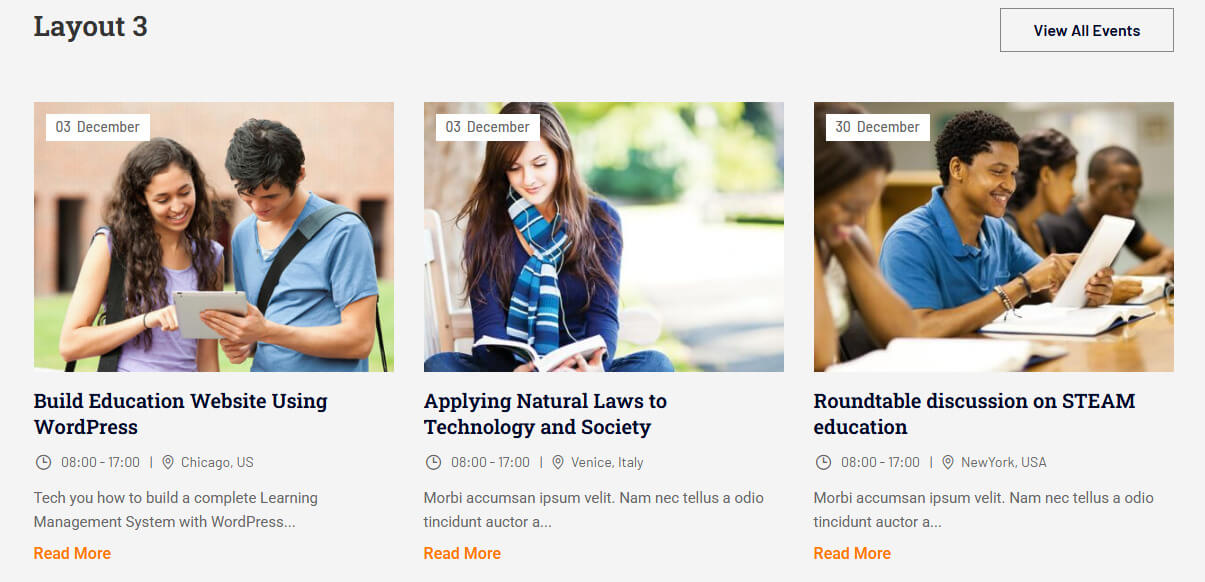 Layout 3
View All Events
03 December
03 December
30 December
Build Education Website Using
WordPress
08:00 - 17:00 | Chicago, US
Tech you how to build a complete Learning
Management System with WordPress...
Read More
Applying Natural Laws to
Technology and Society
08:00 - 17:00 | Venice, Italy
Morbi accumsan ipsum velit. Nam nec tellus a odio
tincidunt auctor a...
Read More
Roundtable discussion on STEAM
education
08:00 - 17:00 | NewYork, USA
Morbi accumsan ipsum velit. Nam nec tellus a odio
tincidunt auctor a...
Read More